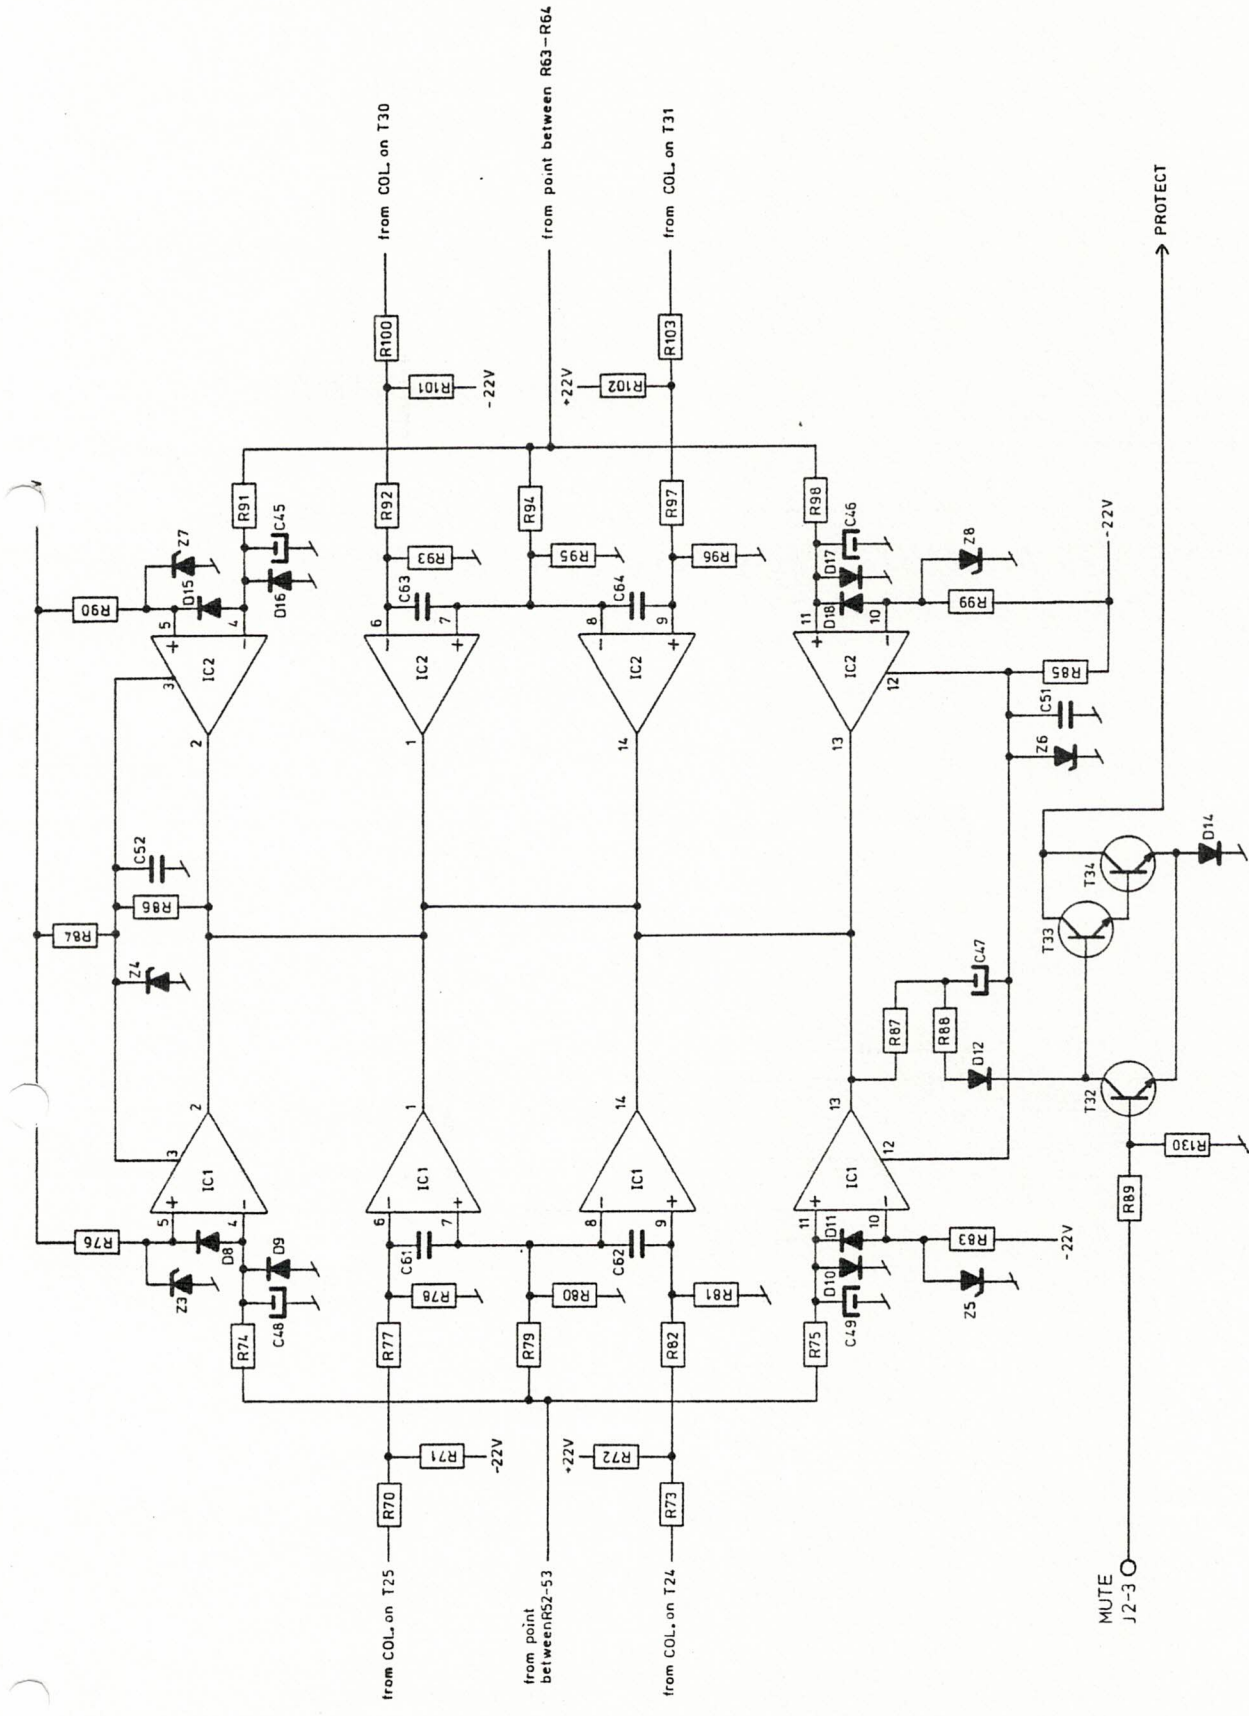 V
R76
R84
R90
Z3
Z4
C52
Z7
R86
5
+
3
3
+
5
D8
D15
IC1
2
2
IC2
4
-
-
4
D9
D16
R74
C48
R91
C45
from COL. on T25
R70
R77
R71
-22V
R78
C61
6
-
7
+
IC1
1
1
IC2
-
6
+
7
C63
R93
R92
R101
-22V
R100
from COL. on T30
from point
between R52-53
R79
R80
R94
R95
from point between R63-R64
+22V
R72
R73
from COL. on T24
R82
R81
C62
8
-
9
+
IC1
14
14
IC2
-
8
+
9
C64
R96
R97
+22V
R102
R103
from COL. on T31
R75
C49
D10
D11
11
+
10
-
IC1
12
13
13
IC2
12
+
11
-
10
D18
D17
C46
R98
Z5
R83
-22V
R87
R88
D12
C47
Z6
C51
R85
R99
Z8
-22V
T32
T33
T34
D14
PROTECT
MUTE
J2-3
R89
R130